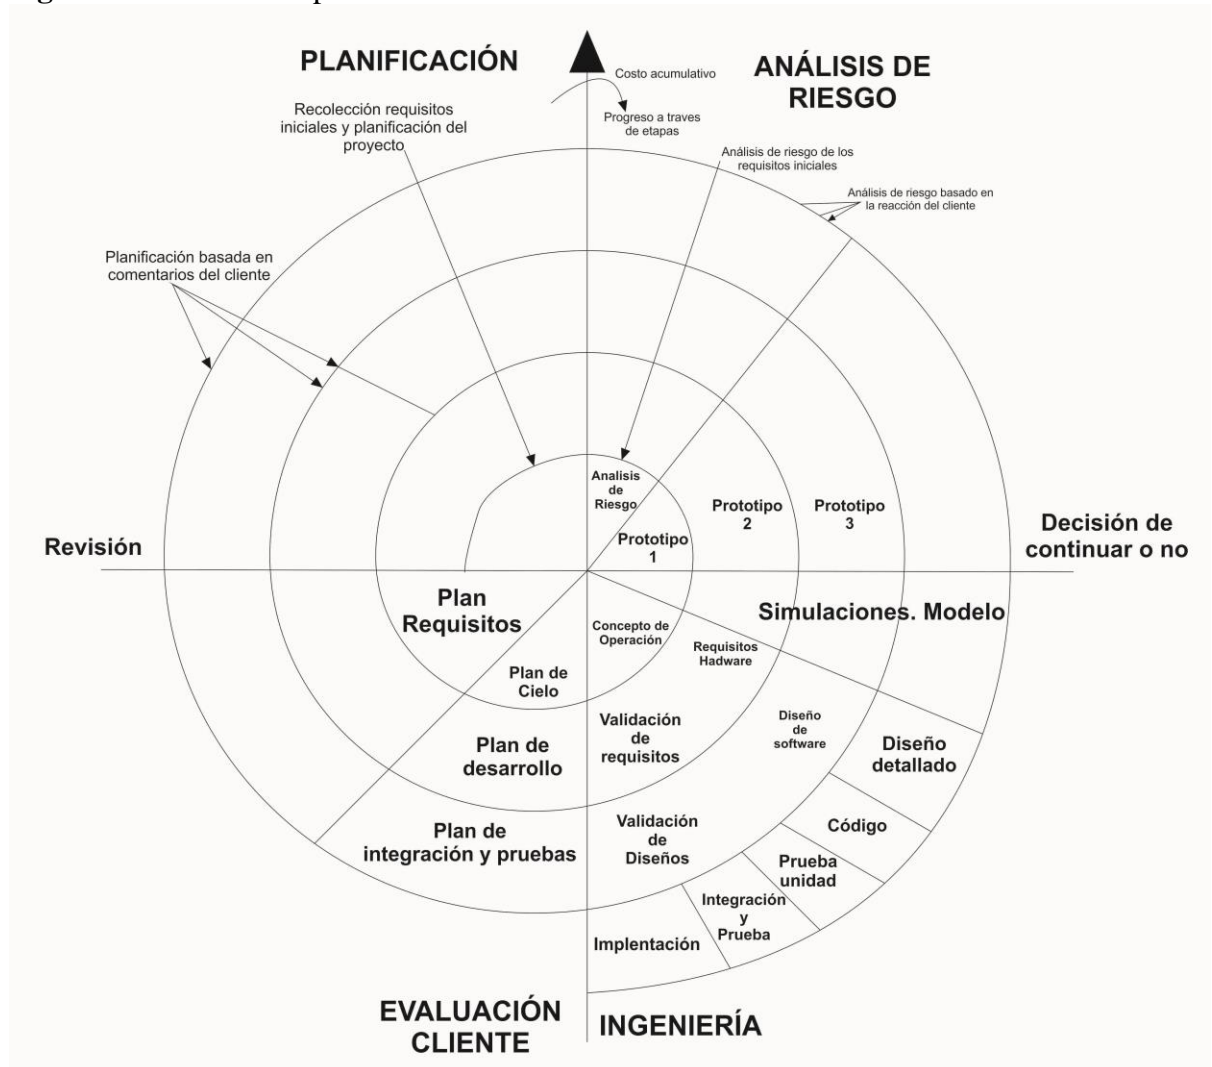 PLANIFICACIÓN
Costo acumulativo
ANÁLISIS DE
RIESGO
Recolección requisitos
iniciales y planificación del
proyecto
Progreso a traves
de etapas
Análisis de riesgo de los
requisitos iniciales
Análisis de riesgo basado en
la reacción del cliente
Planificación basada en
comentarios del cliente
Analisis
de
Riesgo
Prototipo
1
Prototipo
2
Prototipo
3
Revisión
Decisión de
continuar o no
Plan
Requisitos
Simulaciones. Modelo
Concepto de
Operación
Requisitos
Hadware
Plan de
Cielo
Validación
de
requisitos
Diseño
de
software
Diseño
detallado
Plan de
desarrollo
Plan de
integración y pruebas
Validación
de
Diseños
Código
Prueba
unidad
Integración
y
Prueba
Implentación
EVALUACIÓN
CLIENTE
INGENIERÍA